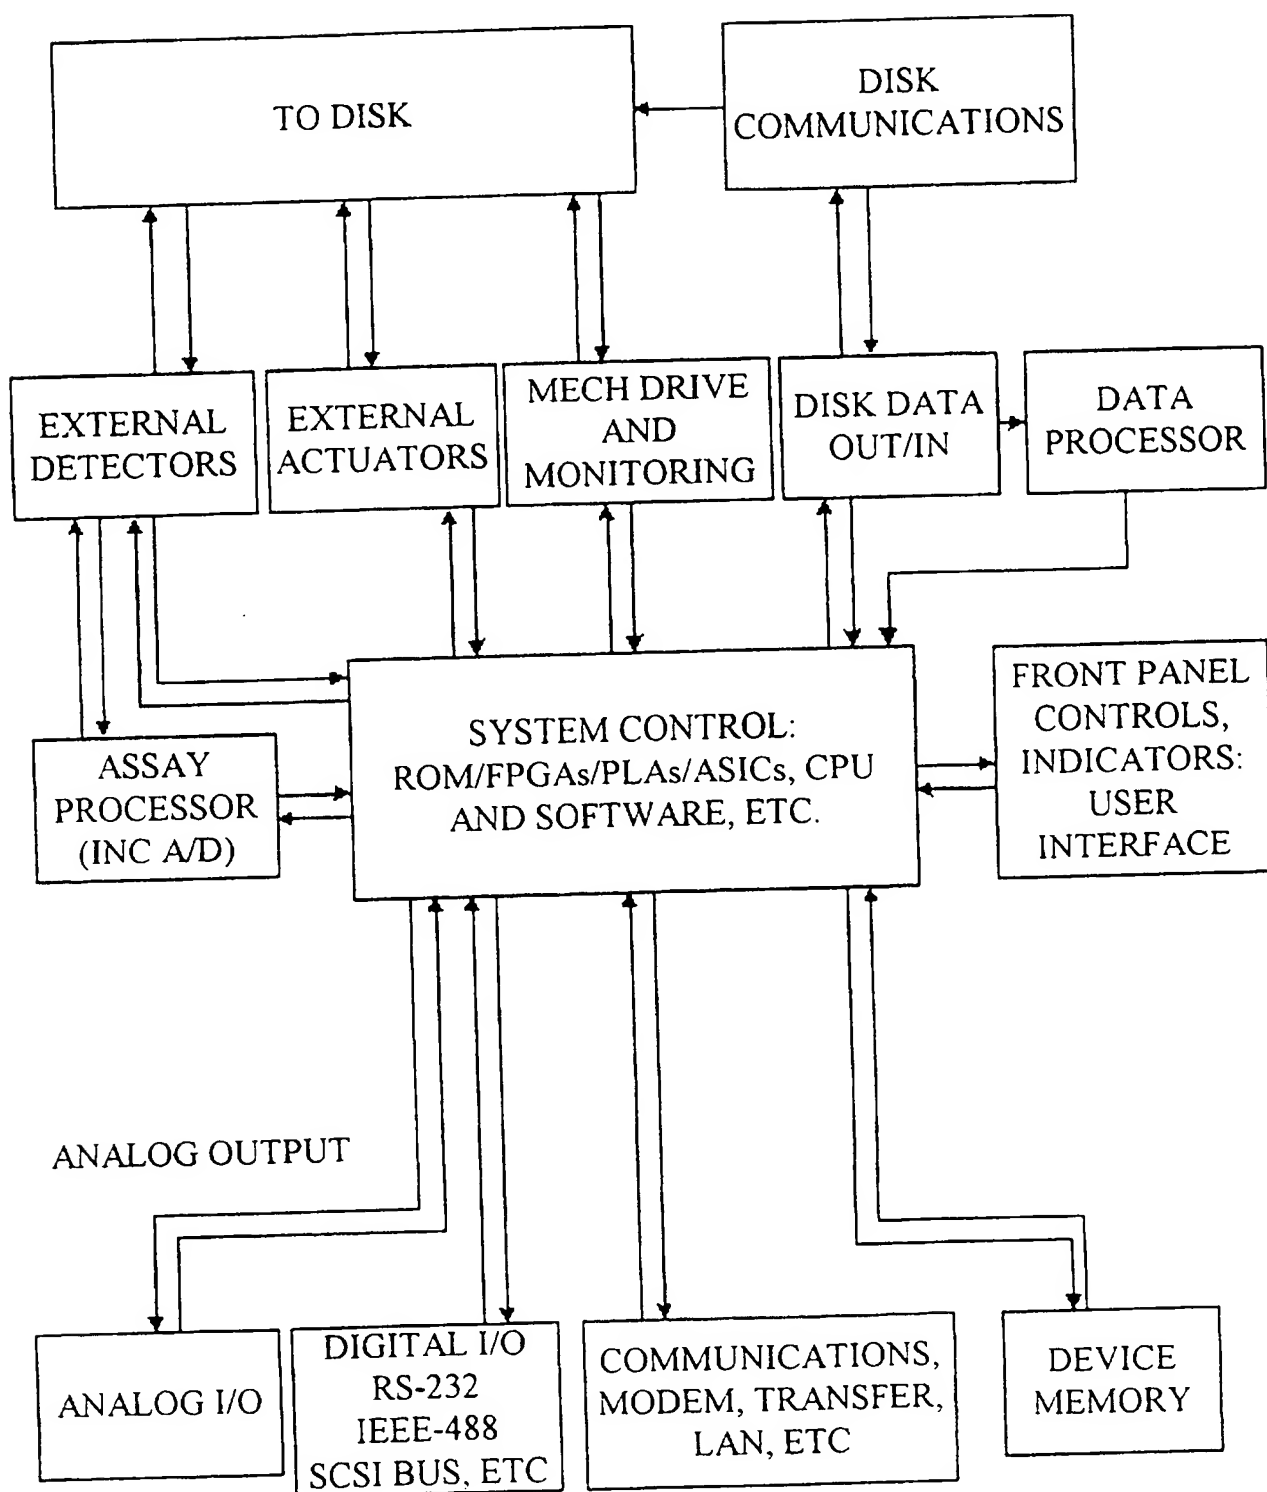 TO DISK
DISK
COMMUNICATIONS
EXTERNAL
DETECTORS
EXTERNAL
ACTUATORS
MECH DRIVE
AND
MONITORING
DISK DATA
OUT/IN
DATA
PROCESSOR
ASSAY
PROCESSOR
(INC A/D)
SYSTEM CONTROL:
ROM/FPGAs/PLAs/ASICs, CPU
AND SOFTWARE, ETC.
FRONT PANEL
CONTROLS,
INDICATORS:
USER
INTERFACE
ANALOG OUTPUT
ANALOG I/O
DIGITAL I/O
RS-232
IEEE-488
SCSI BUS, ETC
COMMUNICATIONS,
MODEM, TRANSFER,
LAN, ETC
DEVICE
MEMORY